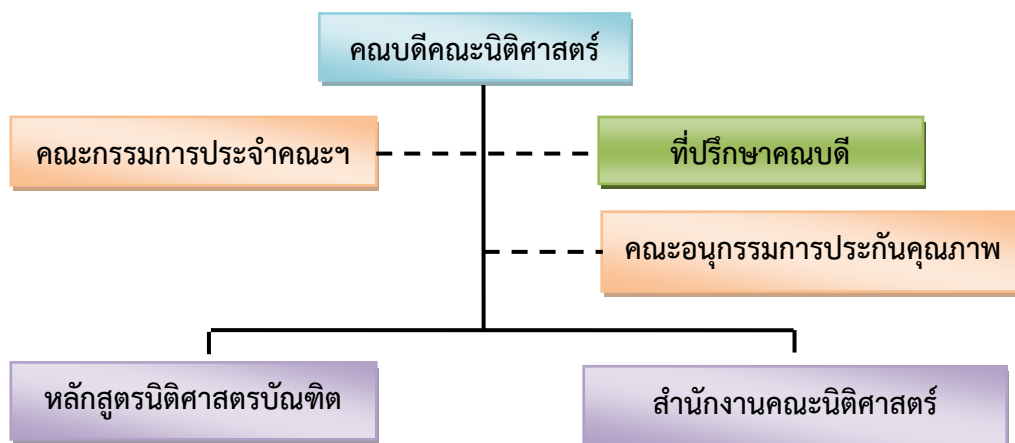 คณบดีคณะนิติศาสตร์
คณะกรรมการประจำคณะฯ
ที่ปรึกษาคณบดี
คณะอนุกรรมการประกันคุณภาพ
หลักสูตรนิติศาสตรบัณฑิต
สำนักงานคณะนิติศาสตร์